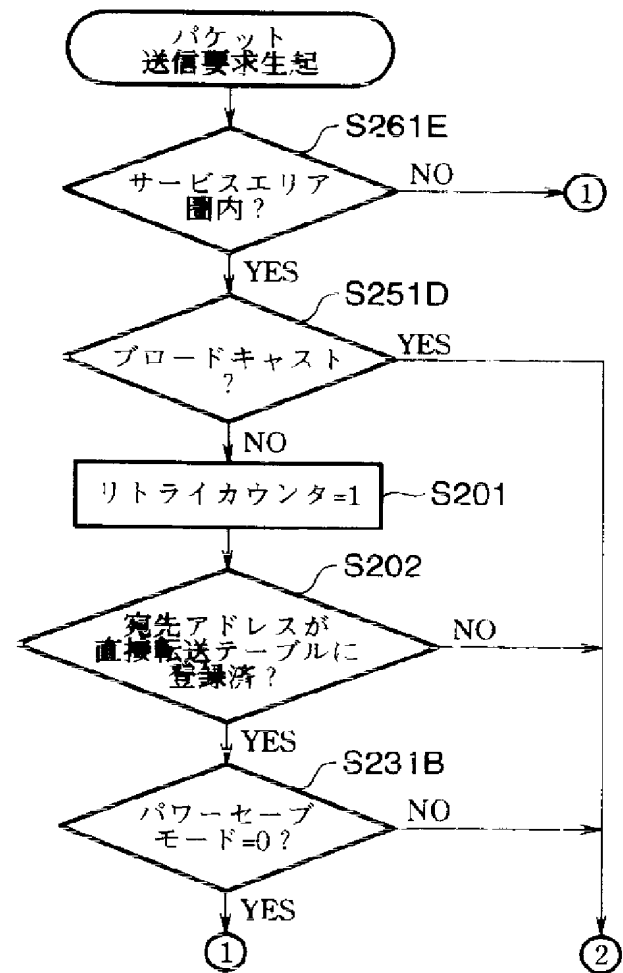 パケット
送信要求生起
S261E
サービスエリア
圏内?
NO
①
YES
S251D
ブロードキャスト
?
YES
NO
リトライカウンタ=1
S201
S202
宛先アドレスが
直接転送テーブルに
登録済?
NO
YES
S231B
パワーセーブ
モード=0?
NO
YES
①
②